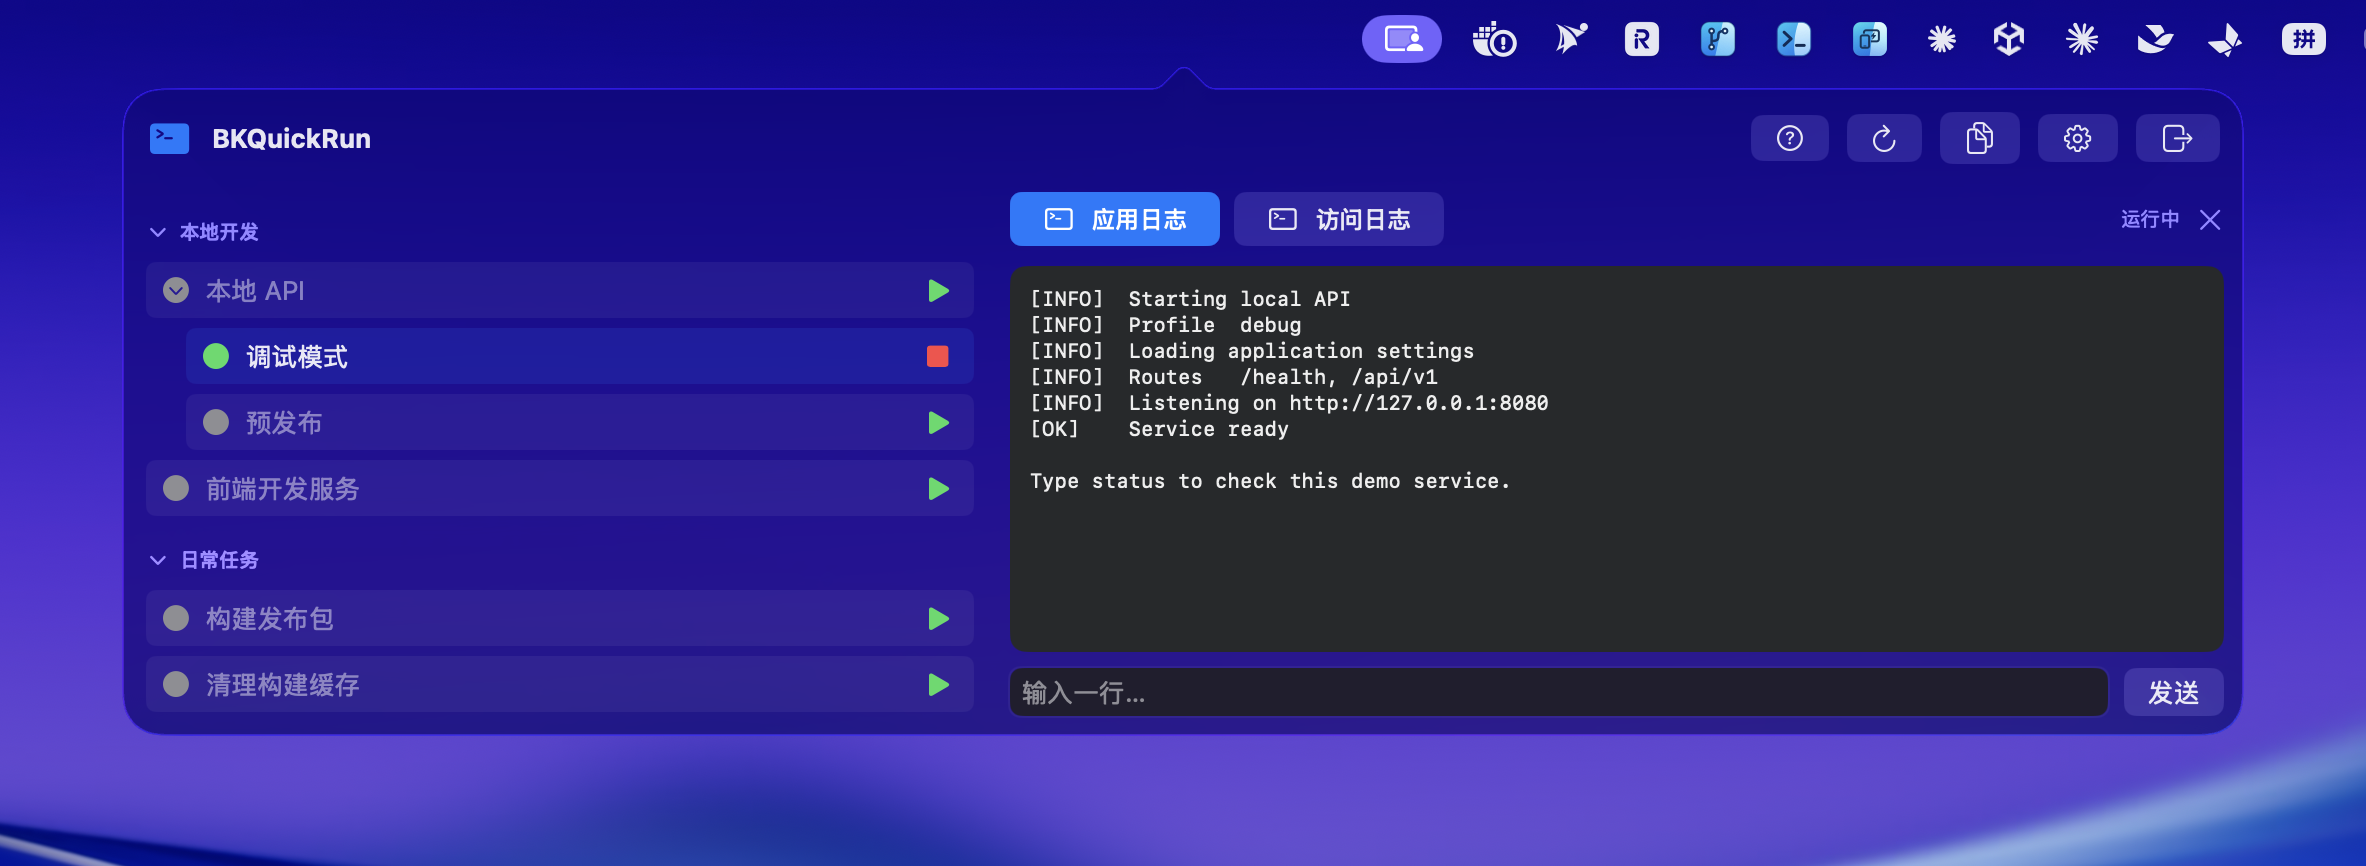 拼
BKQuickRun
本地开发
本地 API
调试模式
预发布
前端开发服务
日常任务
构建发布包
清理构建缓存
应用日志
访问日志
运行中
[INFO]  Starting local API
[INFO]  Profile  debug
[INFO]  Loading application settings
[INFO]  Routes   /health, /api/v1
[INFO]  Listening on http://127.0.0.1:8080
[OK]    Service ready
Type status to check this demo service.
输入一行...
发送